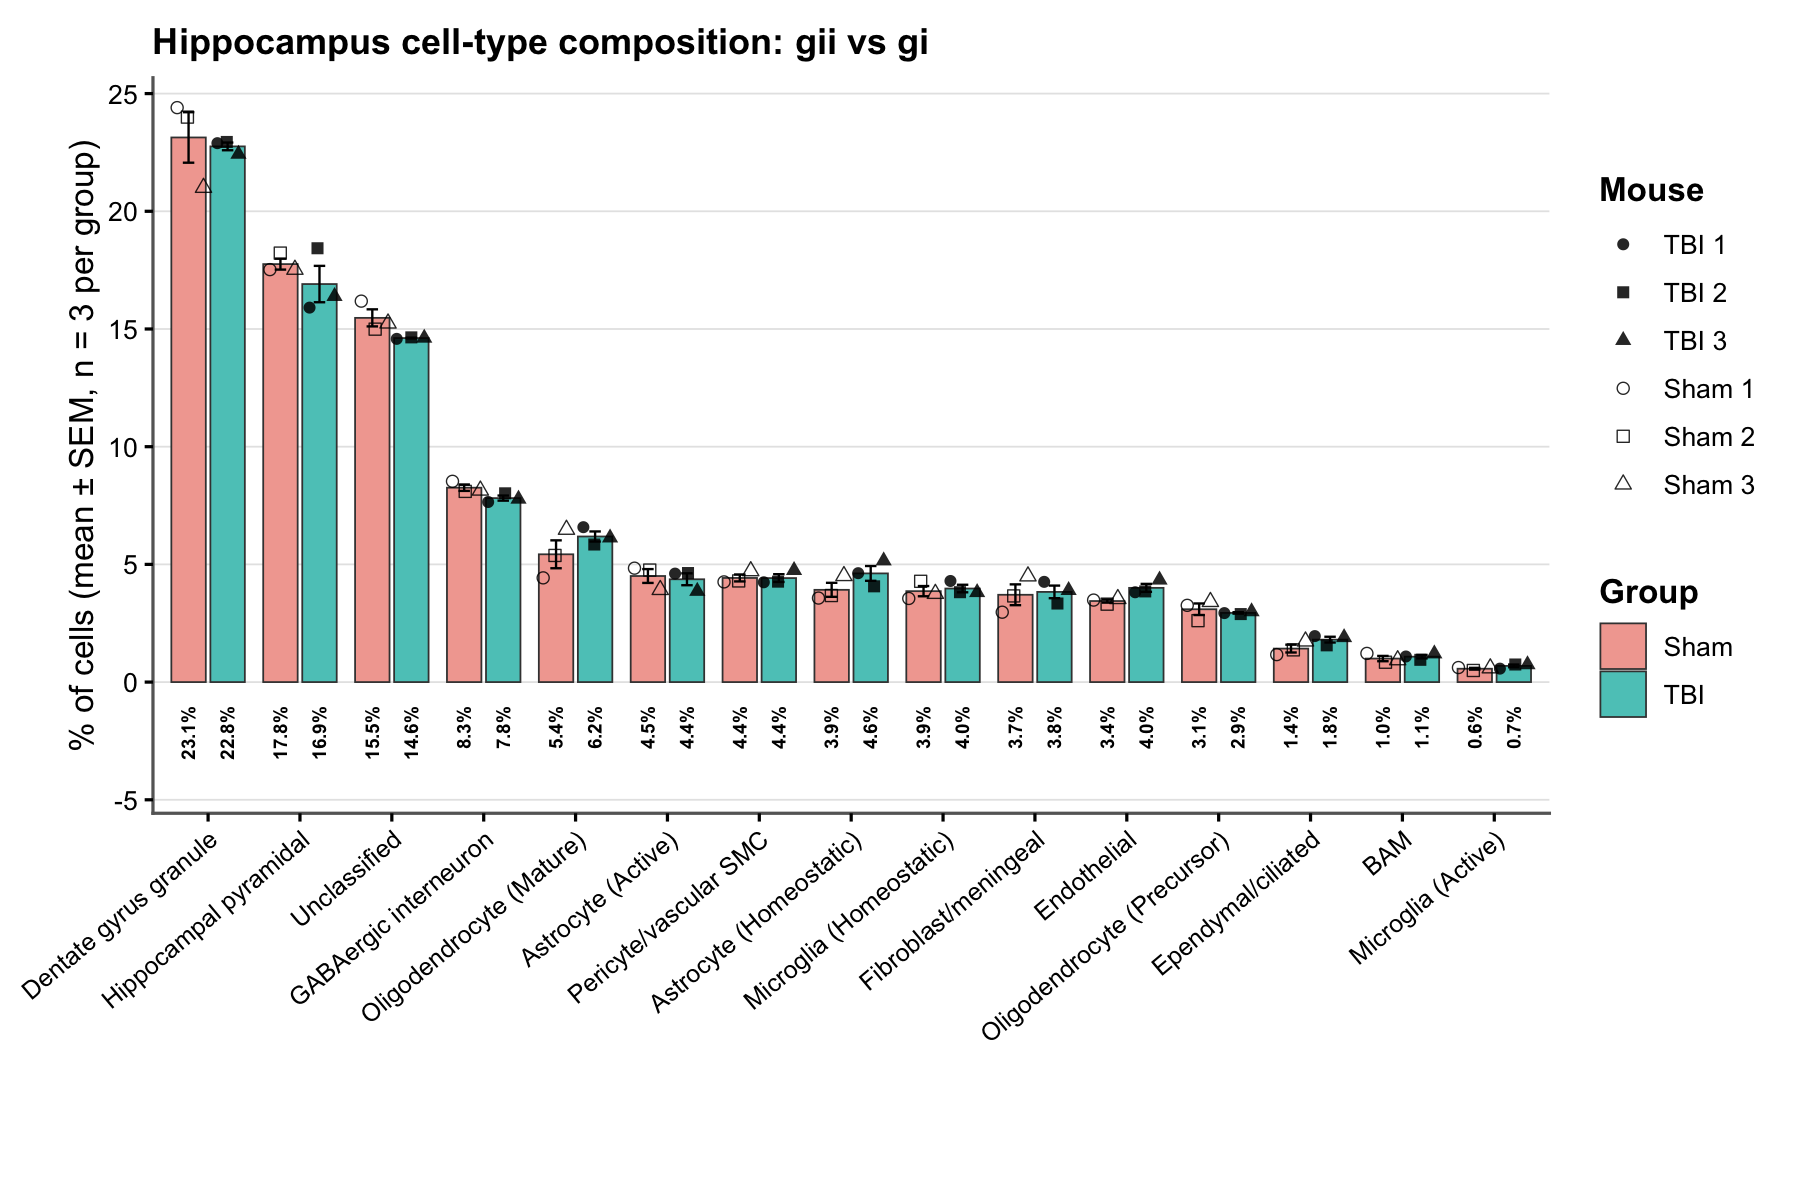 Hippocampus cell-type composition: gii vs gi
% of cells (mean ± SEM, n = 3 per group)
25
20
15
10
5
0
-5
23.1%
22.8%
17.8%
16.9%
15.5%
14.6%
8.3%
7.8%
5.4%
6.2%
4.5%
4.4%
4.4%
4.4%
3.9%
4.6%
3.9%
4.0%
3.7%
3.8%
3.4%
4.0%
3.1%
2.9%
1.4%
1.8%
1.0%
1.1%
0.6%
0.7%
Dentate gyrus granule
Hippocampal pyramidal
Unclassified
GABAergic interneuron
Oligodendrocyte (Mature)
Astrocyte (Active)
Pericyte/vascular SMC
Astrocyte (Homeostatic)
Microglia (Homeostatic)
Fibroblast/meningeal
Endothelial
Oligodendrocyte (Precursor)
Ependymal/ciliated
BAM
Microglia (Active)
Mouse
TBI 1
TBI 2
TBI 3
Sham 1
Sham 2
Sham 3
Group
Sham
TBI